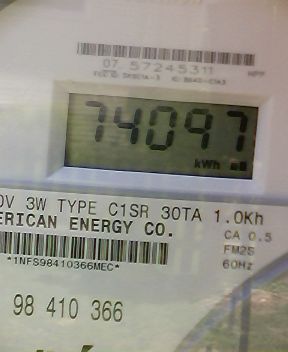 07 57245311
74097
kWh
0V 3W TYPE C1SR 30TA 1.0Kh
ERICAN ENERGY CO.
CA 0.5
FM2S
*1NFS98410366MEC*
60Hz
98 410 366